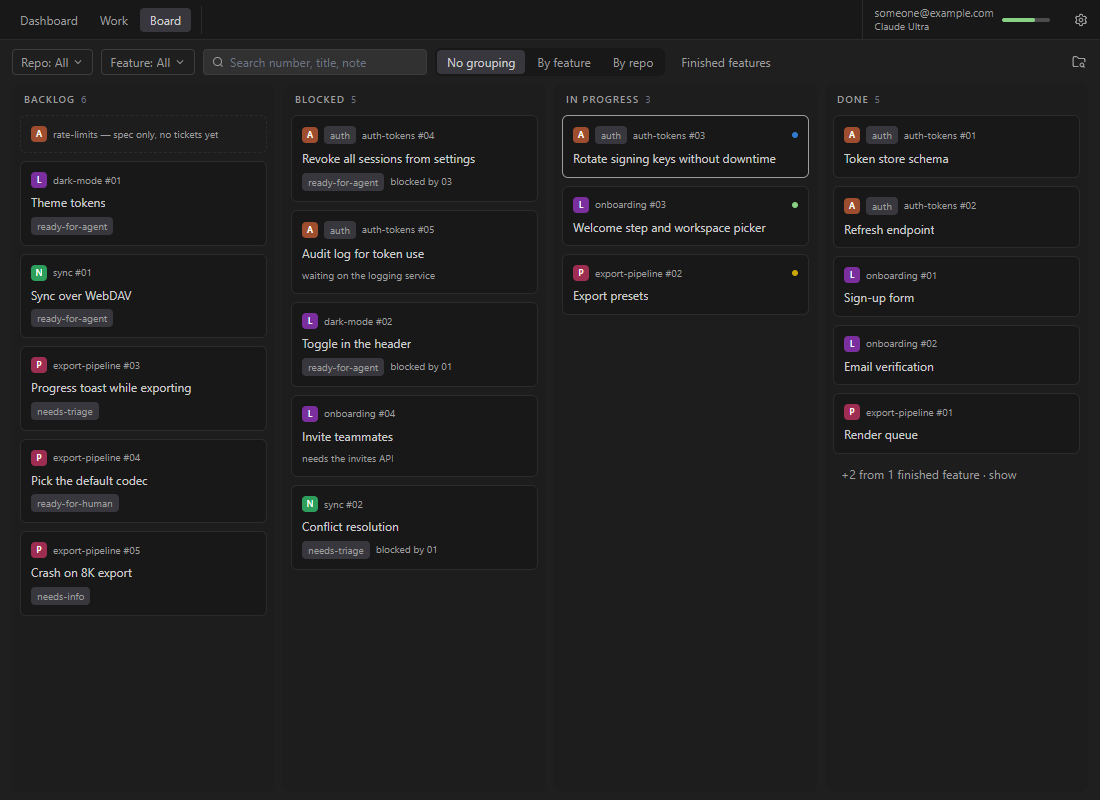 Dashboard Work Board
someone@example.com
Claude Ultra
Repo: All Feature: All Search number, title, note No grouping By feature By repo Finished features
BACKLOG 6
A rate-limits — spec only, no tickets yet
L dark-mode #01
Theme tokens
ready-for-agent
N sync #01
Sync over WebDAV
ready-for-agent
P export-pipeline #03
Progress toast while exporting
needs-triage
P export-pipeline #04
Pick the default codec
ready-for-human
P export-pipeline #05
Crash on 8K export
needs-info
BLOCKED 5
A auth auth-tokens #04
Revoke all sessions from settings
ready-for-agent blocked by 03
A auth auth-tokens #05
Audit log for token use
waiting on the logging service
L dark-mode #02
Toggle in the header
ready-for-agent blocked by 01
L onboarding #04
Invite teammates
needs the invites API
N sync #02
Conflict resolution
needs-triage blocked by 01
IN PROGRESS 3
A auth auth-tokens #03
Rotate signing keys without downtime
L onboarding #03
Welcome step and workspace picker
P export-pipeline #02
Export presets
DONE 5
A auth auth-tokens #01
Token store schema
A auth auth-tokens #02
Refresh endpoint
L onboarding #01
Sign-up form
L onboarding #02
Email verification
P export-pipeline #01
Render queue
+2 from 1 finished feature · show